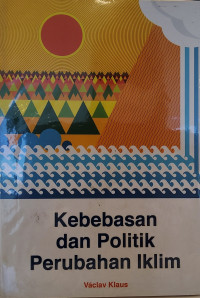 Kebebasan
dan Politik
Perubahan Iklim
Václav Klaus